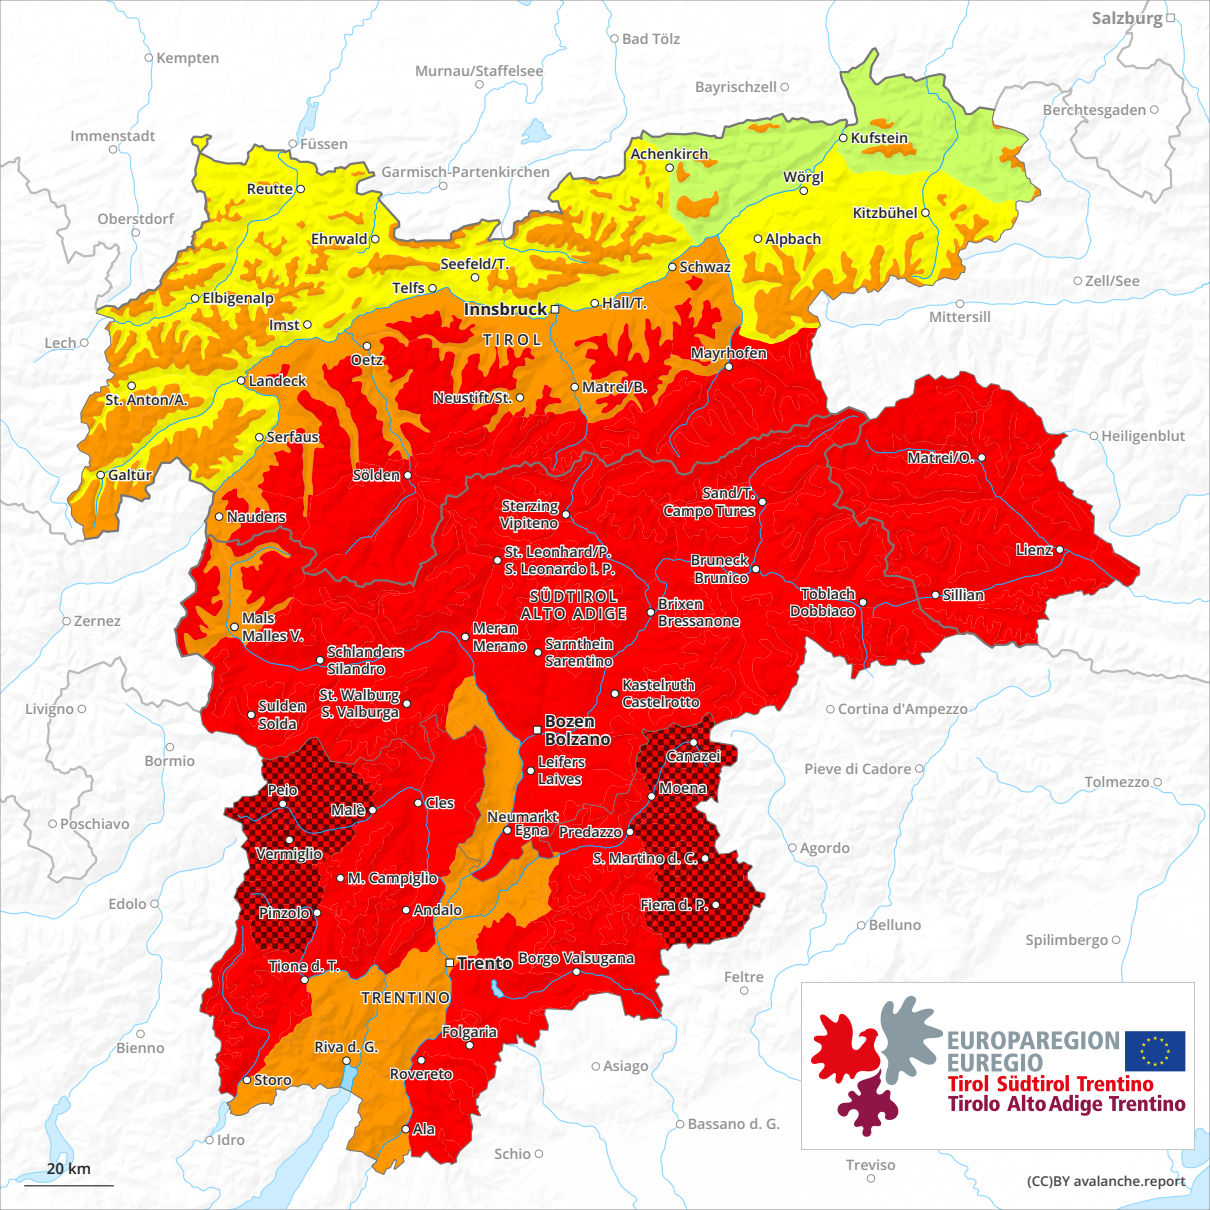 Salzburg
Bad Tölz
Kempten
Murnau/Staffelsee
Bayrischzell
Berchtesgaden
Immenstadt
Füssen
Kufstein
Achenkirch
Garmisch-Partenkirchen
Wörgl
Reutte
Oberstdorf
Kitzbühel
Ehrwald
Alpbach
Seefeld/T.
Schwaz
Zell/See
Telfs
Elbigenalp
Innsbruck
Hall/T.
Mittersill
Imst
Lech
TIROL
Oetz
Mayrhofen
Landeck
Matrei/B.
St. Anton/A.
Neustift/St.
Serfaus
Heiligenblut
Matrei/O.
Galtür
Sölden
Sand/T.
Campo Tures
Sterzing
Vipiteno
Nauders
St. Leonhard/P.
S. Leonardo i. P.
Lienz
Bruneck
Brunico
SÜDTIROL
ALTO ADIGE
Toblach
Dobbiaco
Sillian
Brixen
Bressanone
Zernez
Mals
Malles V.
Meran
Merano
Sarnthein
Sarentino
Schlanders
Silandro
Kastelruth
Castelrotto
St. Walburg
S. Valburga
Livigno
Sulden
Solda
Cortina d'Ampezzo
Bozen
Bolzano
Bormio
Canazei
Leifers
Laives
Pieve di Cadore
Tolmezzo
Peio
Moena
Malè
Cles
Neumarkt
Egna
Predazzo
Poschiavo
Vermiglio
Agordo
S. Martino d. C.
M. Campiglio
Edolo
Pinzolo
Andalo
Fiera d. P.
Belluno
Spilimbergo
Tione d. T.
Trento
Borgo Valsugana
Feltre
TRENTINO
Folgaria
Bienno
Riva d. G.
Rovereto
Asiago
Storo
EUROPAREGION
EUREGIO
Tirol Südtirol Trentino
Tirolo Alto Adige Trentino
Idro
Ala
Bassano d. G.
Schio
Treviso
20 km
(CC)BY avalanche.report